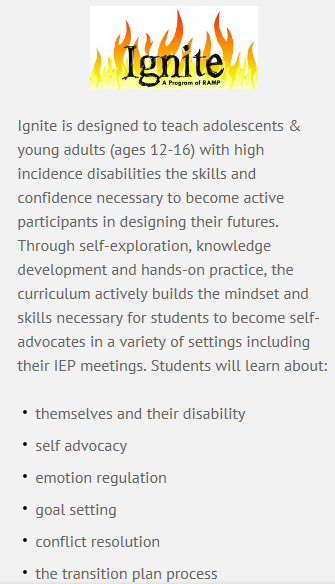 Ignite
A Program of RAMP
Ignite is designed to teach adolescents &
young adults (ages 12-16) with high
incidence disabilities the skills and
confidence necessary to become active
participants in designing their futures.
Through self-exploration, knowledge
development and hands-on practice, the
curriculum actively builds the mindset and
skills necessary for students to become self-
advocates in a variety of settings including
their IEP meetings. Students will learn about:
• themselves and their disability
• self advocacy
• emotion regulation
• goal setting
• conflict resolution
• the transition plan process